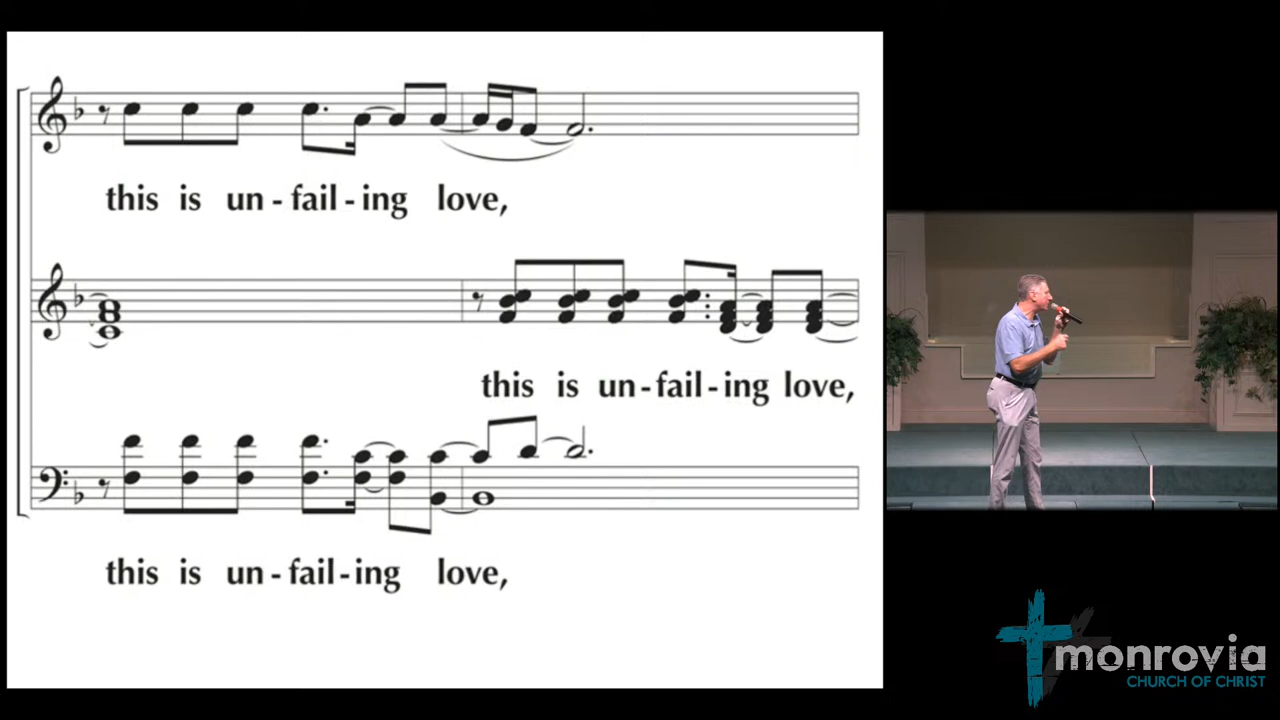 this is un - fail - ing love,
this is un - fail - ing love,
this is un - fail - ing love,
monrovia
CHURCH OF CHRIST